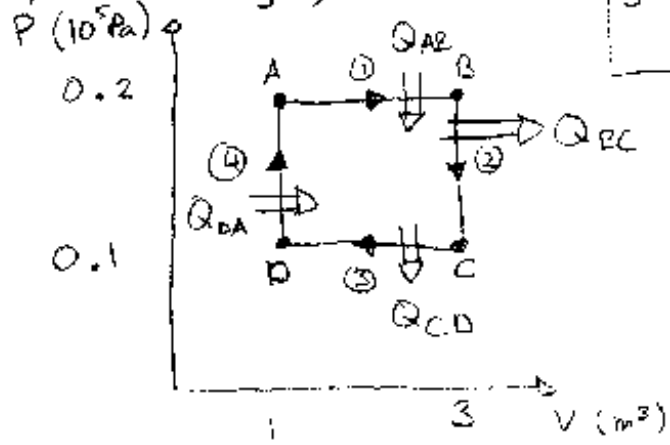 P (10⁵Pa)
Q_AB
A ① B
0.2
④ ② Q_BC
Q_DA
0.1
D ③ C
Q_CD
1 3 V (m³)